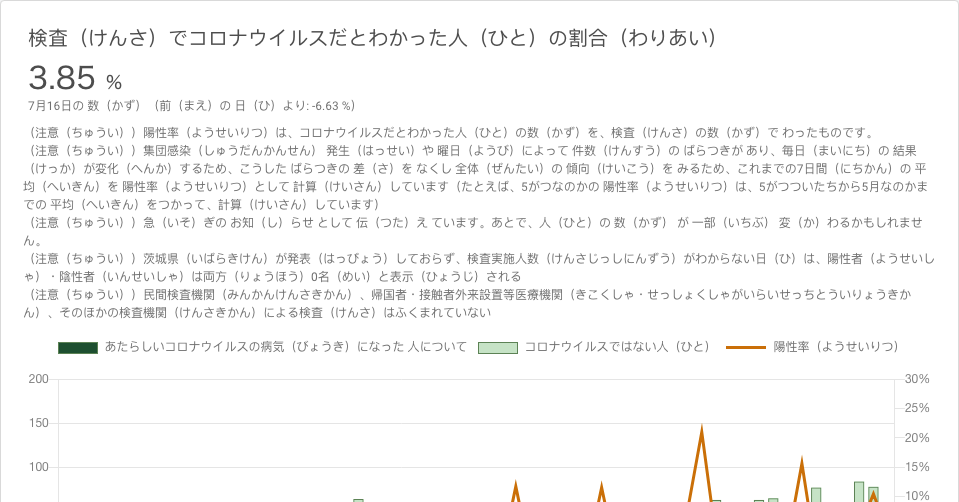 検査（けんさ）でコロナウイルスだとわかった人（ひと）の割合（わりあい）
3.85 %
7月16日の 数（かず）（前（まえ）の 日（ひ）より: -6.63 %）
（注意（ちゅうい））陽性率（ようせいりつ）は、コロナウイルスだとわかった人（ひと）の数（かず）を、検査（けんさ）の数（かず）で わったものです。
（注意（ちゅうい））集団感染（しゅうだんかんせん） 発生（はっせい）や 曜日（ようび）によって 件数（けんすう）の ばらつきが あり、毎日（まいにち）の 結果
（けっか）が変化（へんか）するため、こうした ばらつきの 差（さ）を なくし 全体（ぜんたい）の 傾向（けいこう）を みるため、これまでの7日間（にちかん）の 平
均（へいきん）を 陽性率（ようせいりつ）として 計算（けいさん）しています（たとえば、5がつなのかの 陽性率（ようせいりつ）は、5がつついたちから5月なのかま
での 平均（へいきん）をつかって、計算（けいさん）しています）
（注意（ちゅうい））急（いそ）ぎの お知（し）らせ として 伝（つた）え ています。あとで、人（ひと）の 数（かず） が 一部（いちぶ） 変（か）わるかもしれませ
ん。
（注意（ちゅうい））茨城県（いばらきけん）が発表（はっぴょう）しておらず、検査実施人数（けんさじっしにんずう）がわからない日（ひ）は、陽性者（ようせいし
ゃ）・陰性者（いんせいしゃ）は両方（りょうほう）0名（めい）と表示（ひょうじ）される
（注意（ちゅうい））民間検査機関（みんかんけんさきかん）、帰国者・接触者外来設置等医療機関（きこくしゃ・せっしょくしゃがいらいせっちとういりょうきか
ん）、そのほかの検査機関（けんさきかん）による検査（けんさ）はふくまれていない
あたらしいコロナウイルスの病気（びょうき）になった 人について コロナウイルスではない人（ひと） 陽性率（ようせいりつ）
200 30%
25%
150 20%
100 15%
10%